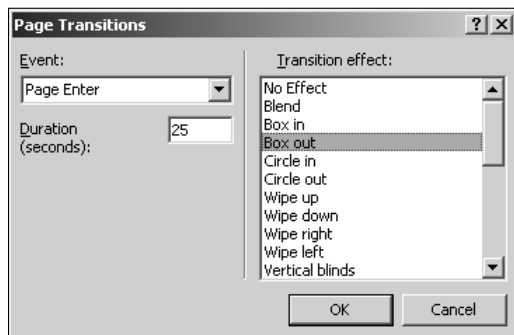 Page Transitions
Event:
Page Enter
Duration
(seconds):
25
Transition effect:
No Effect
Blend
Box in
Box out
Circle in
Circle out
Wipe up
Wipe down
Wipe right
Wipe left
Vertical blinds
OK
Cancel